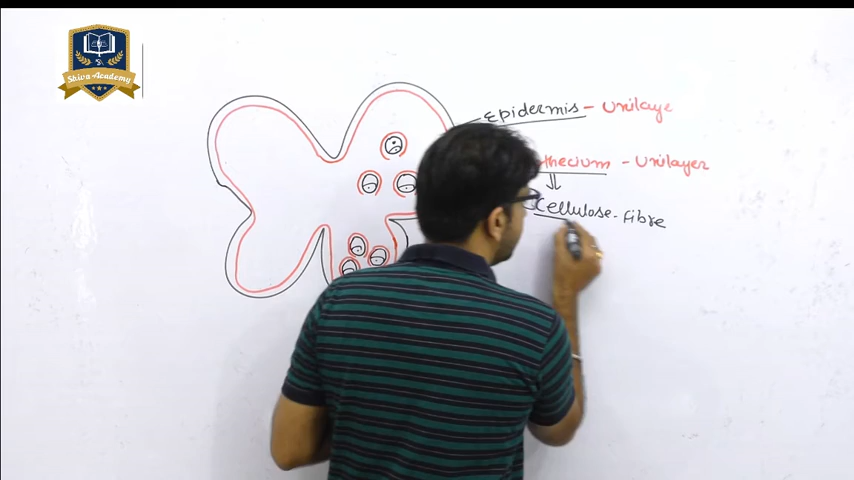 Shiva Academy
Epidermis - Unilaye
thecium - Unilayer
Cellulose-fibre